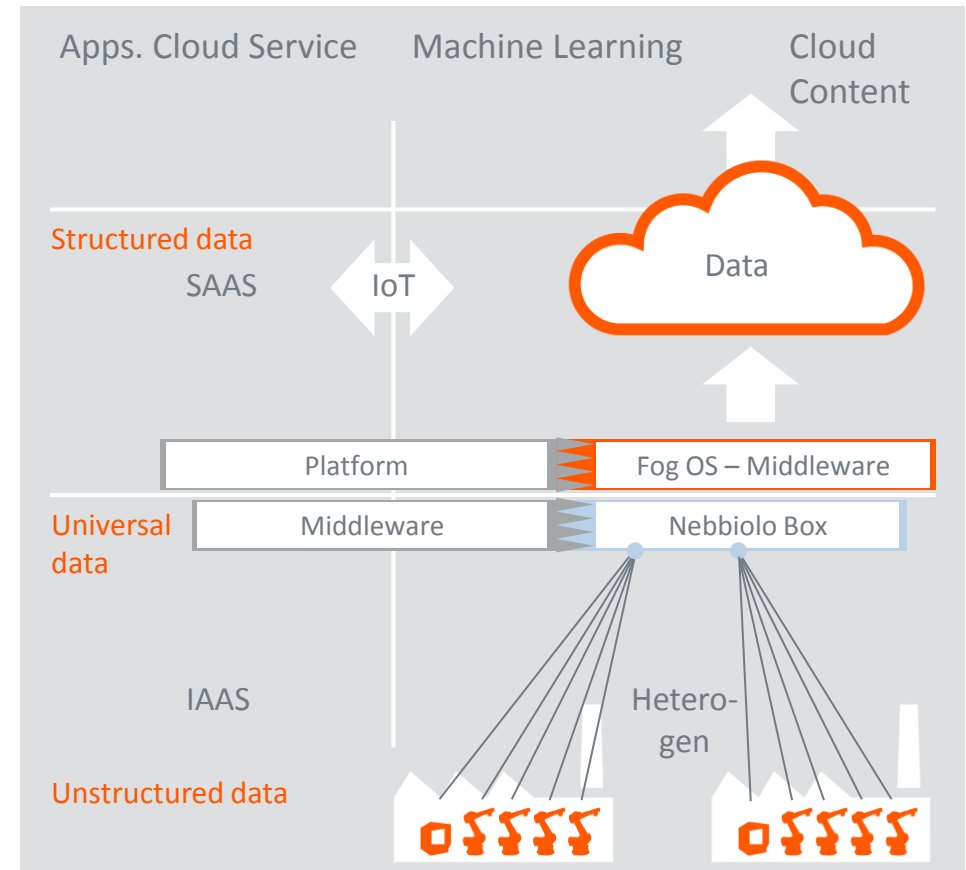 Apps. Cloud Service
Machine Learning
Cloud
Content
Structured data
SAAS
IoT
Data
Platform
Fog OS – Middleware
Universal
data
Middleware
Nebbiolo Box
IAAS
Hetero-
gen
Unstructured data